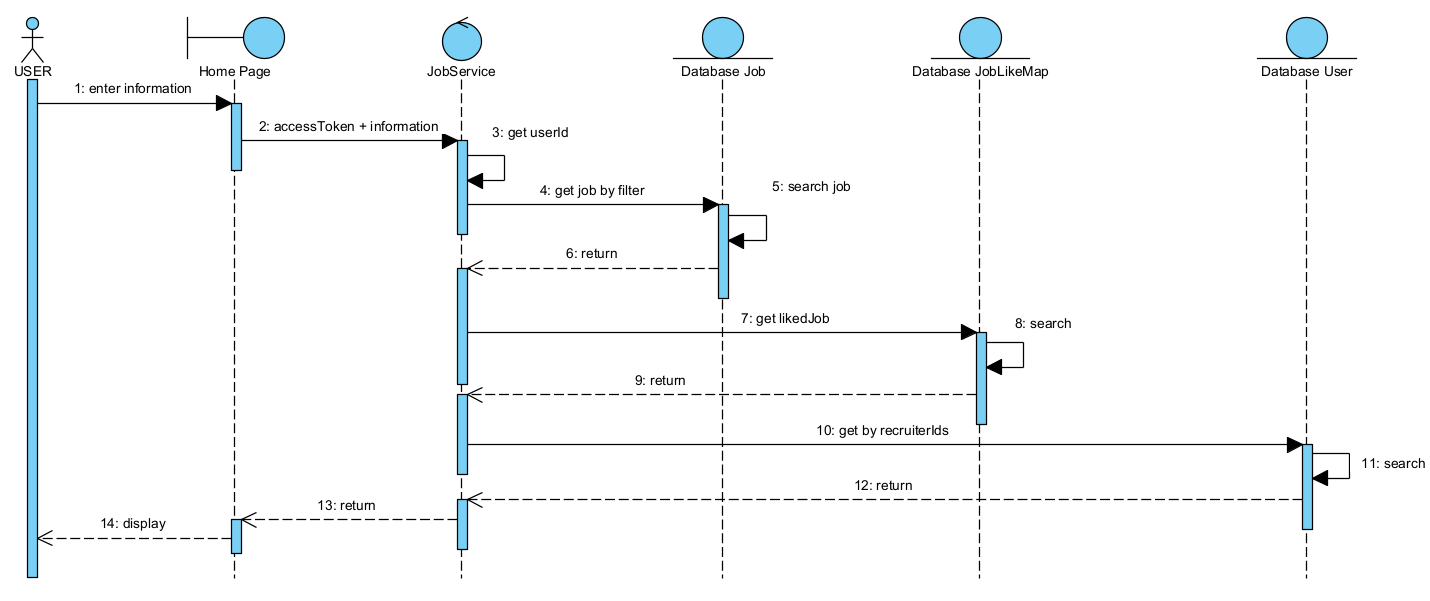 USER
Home Page
JobService
Database Job
Database JobLikeMap
Database User
1: enter information
2: accessToken + information
3: get userId
4: get job by filter
5: search job
6: return
7: get likedJob
8: search
9: return
10: get by recruiterIds
11: search
12: return
13: return
14: display